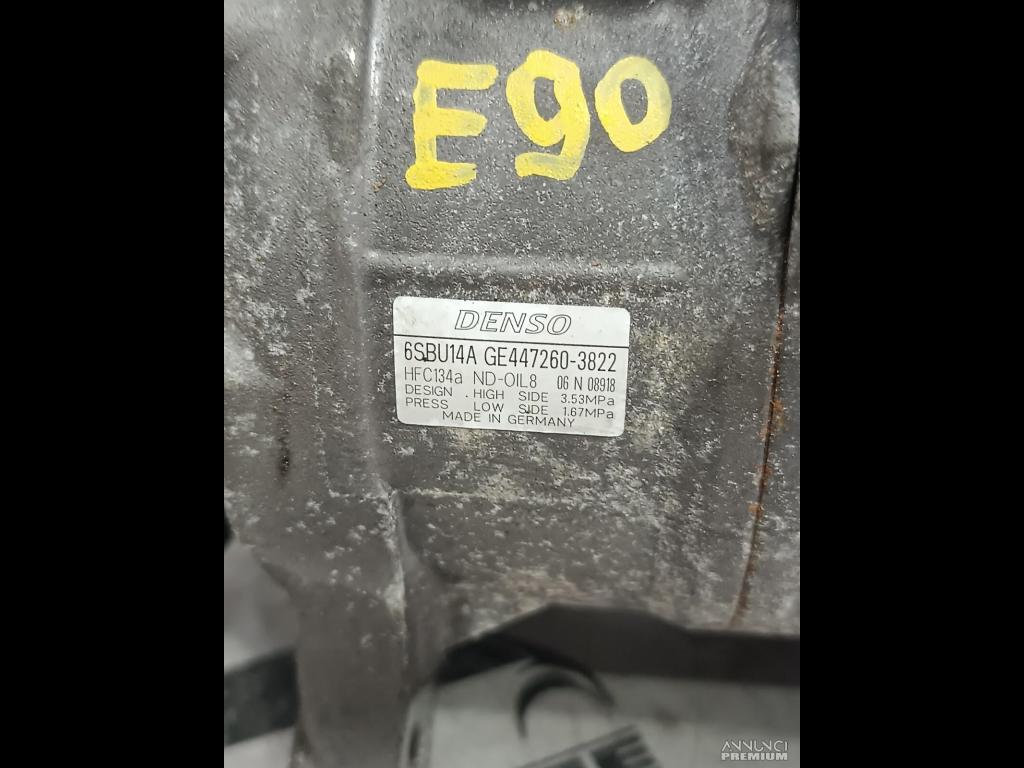 E90
DENSO
6SBU14A GE447260-3822
HFC134a ND-OIL8 06 N 08918
DESIGN HIGH SIDE 3.53MPa
PRESS LOW SIDE 1.67MPa
MADE IN GERMANY
ANNUNCI
PREMIUM